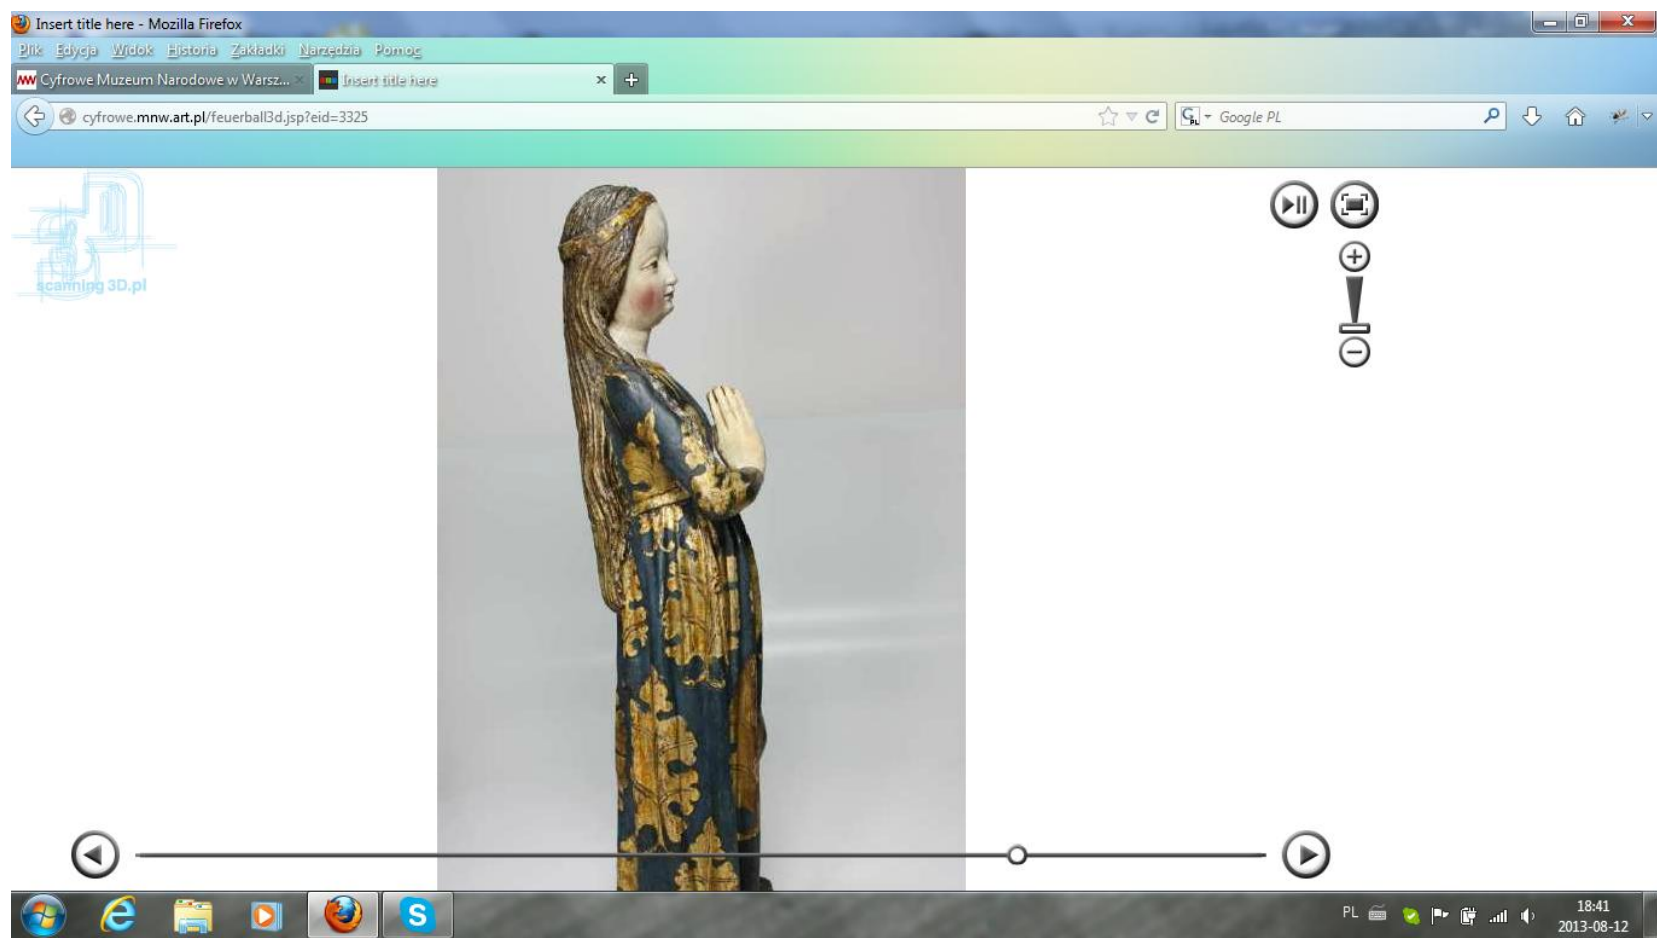 Insert title here - Mozilla Firefox
Plik Edycja Widok Historia Zakładki Narzędzia Pomoc
Cyfrowe Muzeum Narodowe w Warsz... Insert title here
cyfrowe.mnw.art.pl/feuerball3d.jsp?eid=3325 Google PL
scanning 3D.pl
PL 18:41
2013-08-12